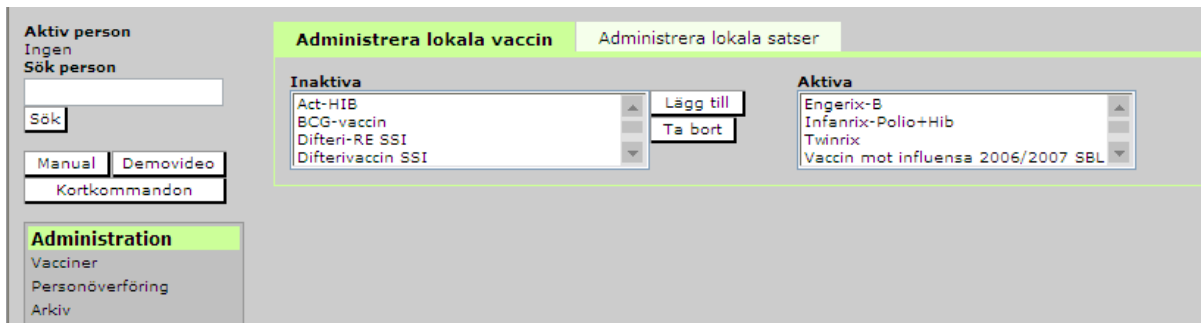 Aktiv person
Ingen
Sök person
Sök
Manual
Demovideo
Kortkommandon
Administration
Vacciner
Personöverföring
Arkiv
Administrera lokala vaccin
Administrera lokala satser
Inaktiva
Act-HIB
BCG-vaccin
Difteri-RE SSI
Difterivaccin SSI
Lägg till
Ta bort
Aktiva
Engerix-B
Infanrix-Polio+Hib
Twinrix
Vaccin mot influensa 2006/2007 SBL